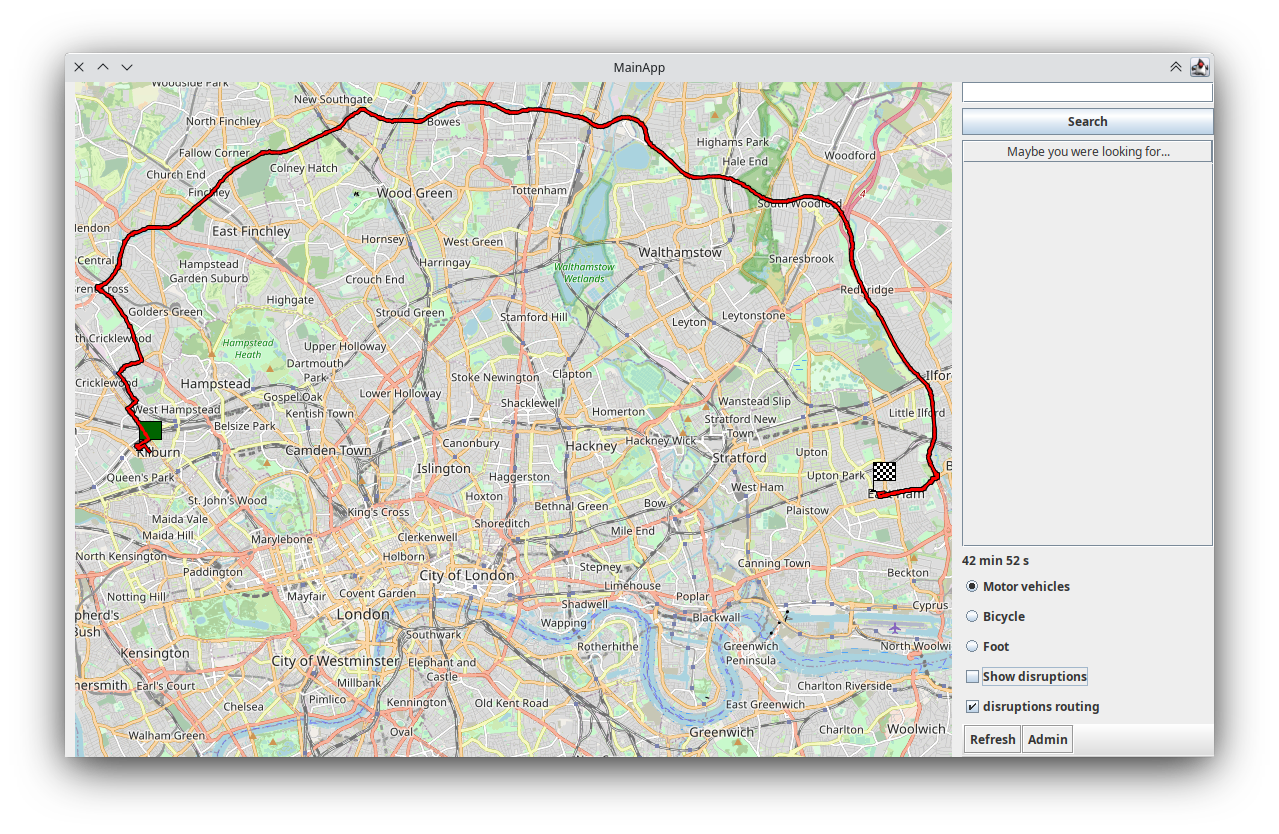 MainApp
Woodside Park
New Southgate
North Finchley
Bowes
Highams Park
Fallow Corner
Hale End
Woodford
Church End
Colney Hatch
Finchley
Wood Green
Tottenham
4
South Woodford
endon
East Finchley
Hornsey
West Green
Walthamstow
Central
Hampstead
Garden Suburb
Harringay
Walthamstow
Wetlands
Snaresbrook
Crouch End
Brent Cross
Highgate
Redbridge
Golders Green
Stroud Green
Stamford Hill
Leyton
Leytonstone
th Cricklewood
Hampstead
Heath
Upper Holloway
Dartmouth
Park
Cricklewood
Hampstead
Stoke Newington
Clapton
Ilfor
Gospel Oak
Lower Holloway
Shacklewell
Wanstead Slip
West Hampstead
Kentish Town
Homerton
Little Ilford
Belsize Park
Stratford New
Town
Kilburn
Camden Town
Canonbury
Hackney
Hackney Wick
Upton
Stratford
Queen's Park
Islington
Haggerston
Upton Park
West Ham
East Ham
St. John's Wood
Hoxton
Bethnal Green
Bow
Maida Vale
King's Cross
Plaistow
Maida Hill
Marylebone
Clerkenwell
Shoreditch
Mile End
North Kensington
Holborn
Paddington
City of London
Stepney
Canning Town
Beckton
Notting Hill
Mayfair
Covent Garden
Limehouse
Poplar
Shadwell
Cyprus
pherd's
Bush
London
Wapping
Blackwall
Southwark
Kensington
Rotherhithe
Greenwich
Peninsula
North Woolwi
City of Westminster
Elephant and
Castle
mersmith
Earl's Court
Millbank
Charlton Riverside
Chelsea
Pimlico
Kennington
Old Kent Road
East Greenwich
Walham Green
Oval
Greenwich
Charlton
Woolwich
Search
Maybe you were looking for...
42 min 52 s
Motor vehicles
Bicycle
Foot
Show disruptions
disruptions routing
Refresh
Admin